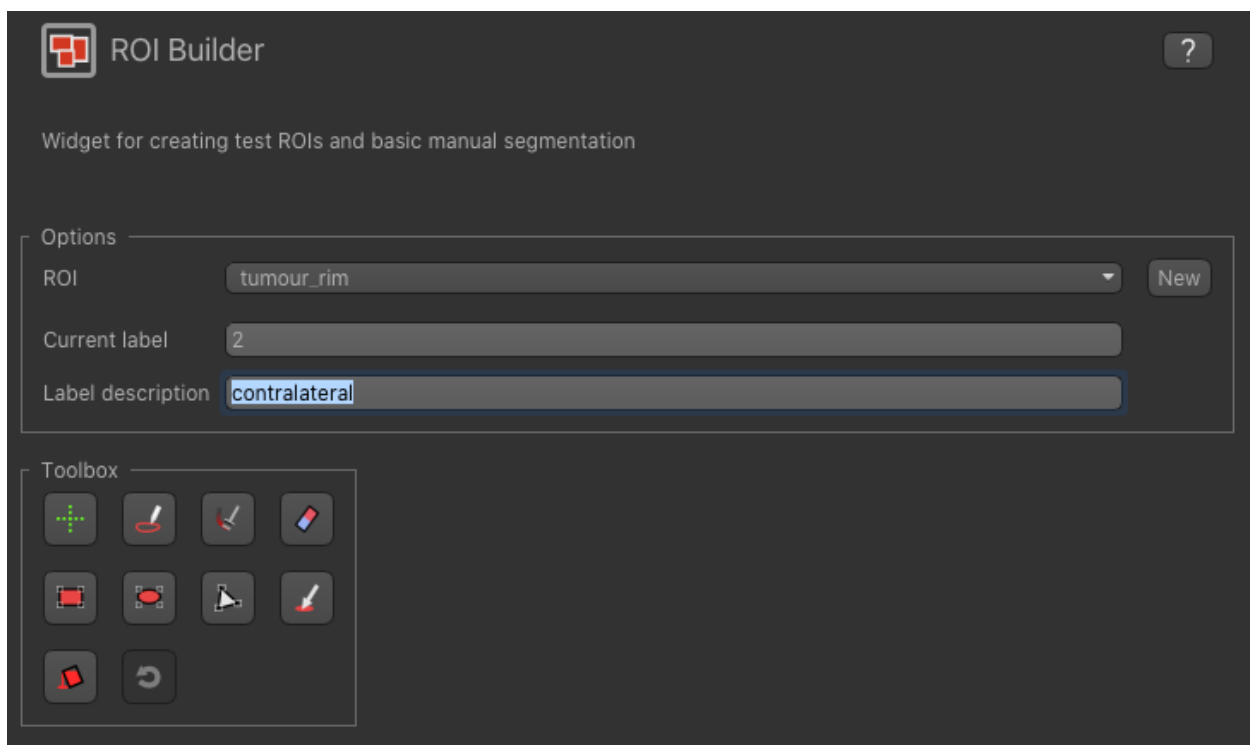 ROI Builder
?
Widget for creating test ROIs and basic manual segmentation
Options
ROI tumour_rim New
Current label 2
Label description contralateral
Toolbox